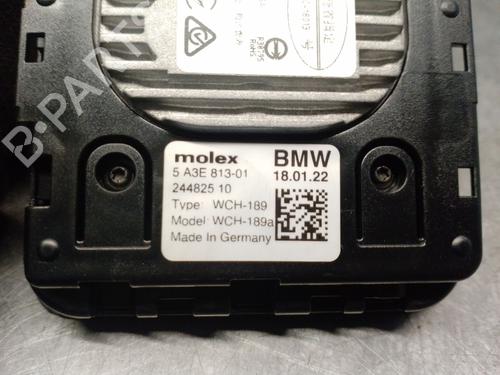 molex BMW
5 A3E 813-01 18.01.22
244825 10
Type: WCH-189
Model: WCH-189a
Made In Germany
RoHS
B-PARTS